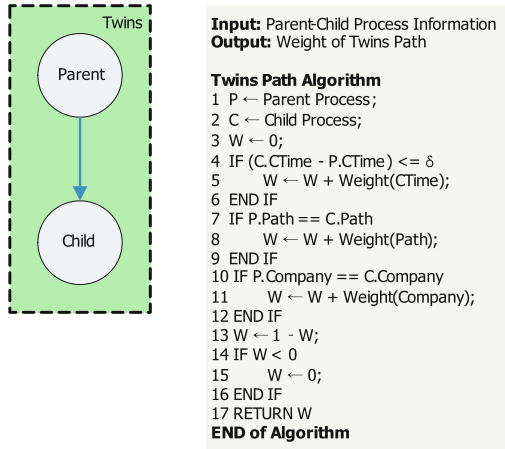 Twins
Parent
Child
Input: Parent-Child Process Information
Output: Weight of Twins Path
Twins Path Algorithm
1 P ← Parent Process;
2 C ← Child Process;
3 W ← 0;
4 IF (C.CTime - P.CTime) <= δ
5 W ← W + Weight(CTime);
6 END IF
7 IF P.Path == C.Path
8 W ← W + Weight(Path);
9 END IF
10 IF P.Company == C.Company
11 W ← W + Weight(Company);
12 END IF
13 W ← 1 - W;
14 IF W < 0
15 W ← 0;
16 END IF
17 RETURN W
END of Algorithm